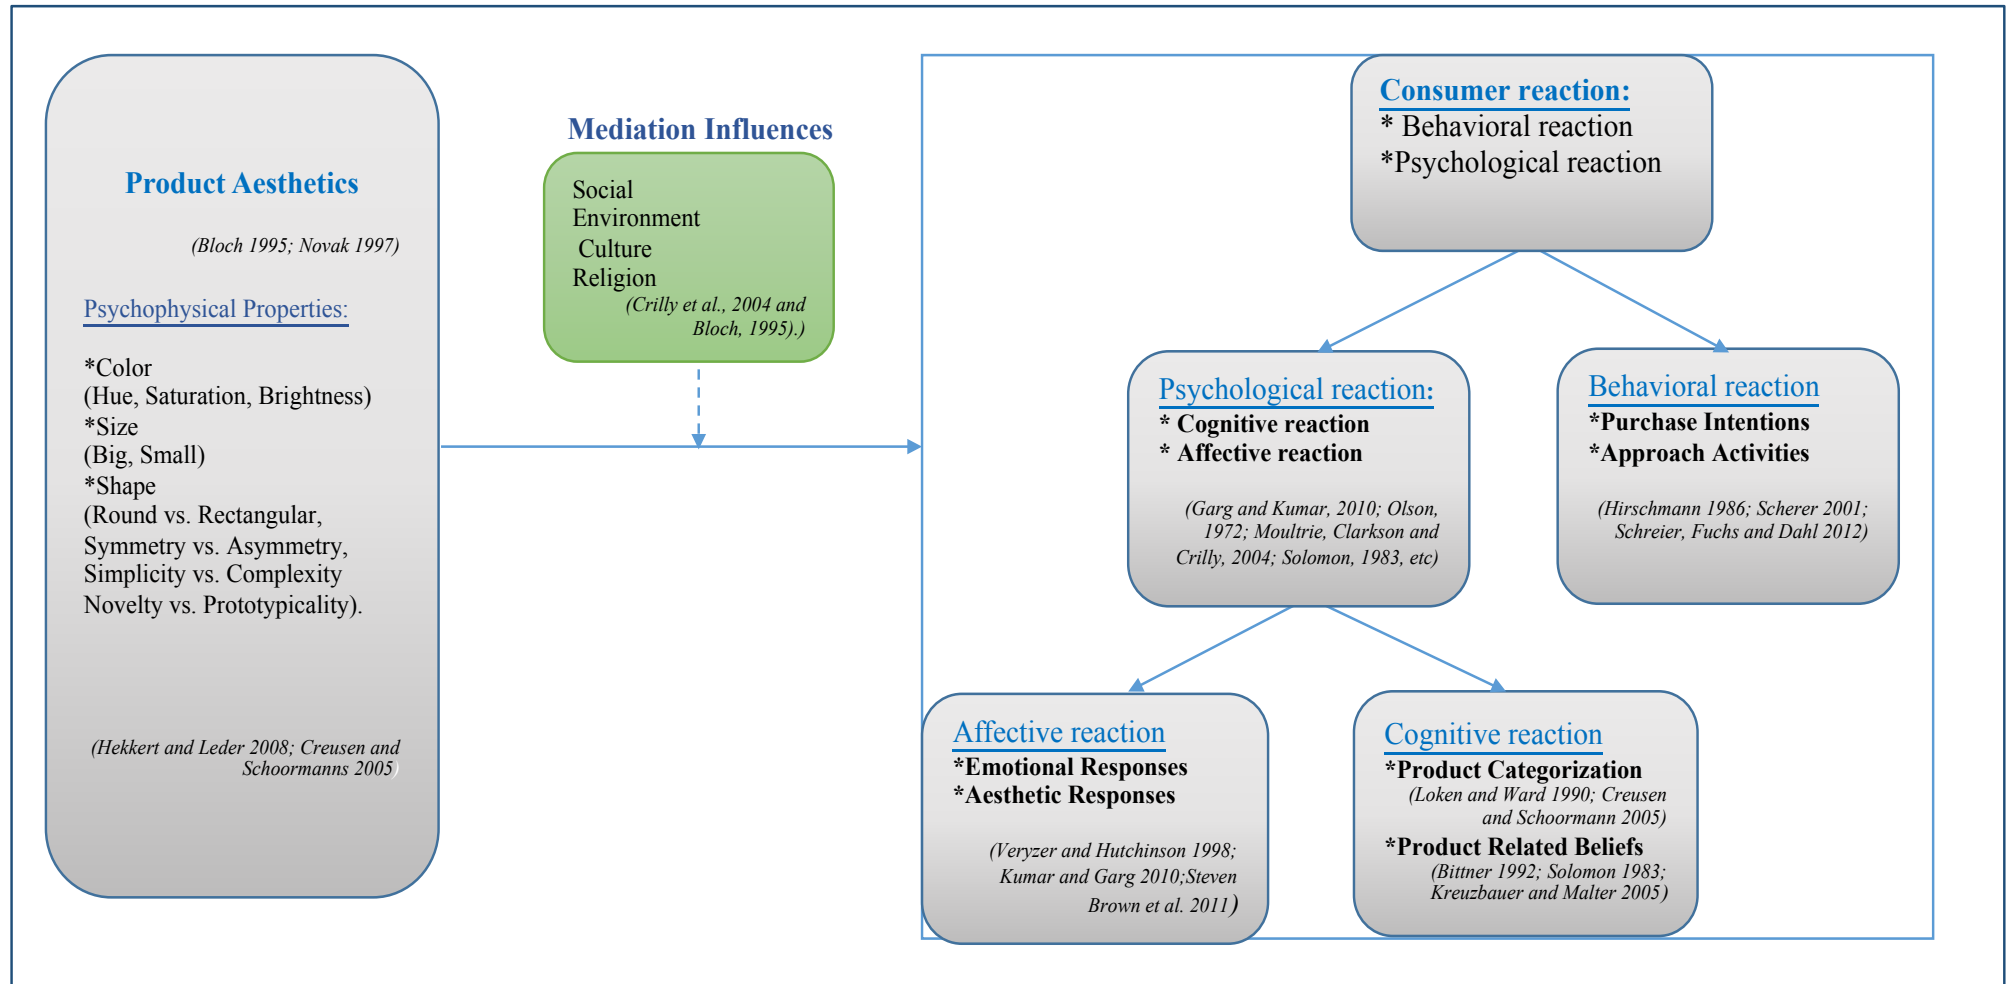 Product Aesthetics
(Bloch 1995; Novak 1997)
Psychophysical Properties:
*Color
(Hue, Saturation, Brightness)
*Size
(Big, Small)
*Shape
(Round vs. Rectangular,
Symmetry vs. Asymmetry,
Simplicity vs. Complexity
Novelty vs. Prototypicality).
(Hekkert and Leder 2008; Creusen and
Schoormanns 2005)
Mediation Influences
Social
Environment
Culture
Religion
(Crilly et al., 2004 and
Bloch, 1995).)
Consumer reaction:
* Behavioral reaction
*Psychological reaction
Psychological reaction:
* Cognitive reaction
* Affective reaction
(Garg and Kumar, 2010; Olson,
1972; Moultrie, Clarkson and
Crilly, 2004; Solomon, 1983, etc)
Behavioral reaction
*Purchase Intentions
*Approach Activities
(Hirschmann 1986; Scherer 2001;
Schreier, Fuchs and Dahl 2012)
Affective reaction
*Emotional Responses
*Aesthetic Responses
(Veryzer and Hutchinson 1998;
Kumar and Garg 2010;Steven
Brown et al. 2011)
Cognitive reaction
*Product Categorization
(Loken and Ward 1990; Creusen
and Schoormann 2005)
*Product Related Beliefs
(Bittner 1992; Solomon 1983;
Kreuzbauer and Malter 2005)